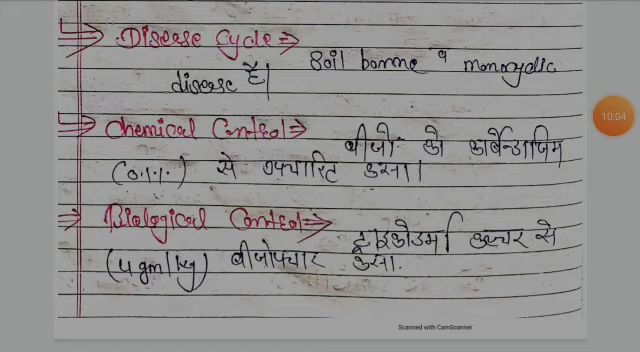 Disease Cycle ⇒ Soil borne व monocyclic
disease है।
Chemical Control ⇒ बीजों को कार्बेन्डाजिम
(0.1%) से उपचारित करना।
Biological Control ⇒ ट्राइकोडर्मा कल्चर से
(4 gm/kg) बीजोपचार करना.
Scanned with CamScanner
10:04